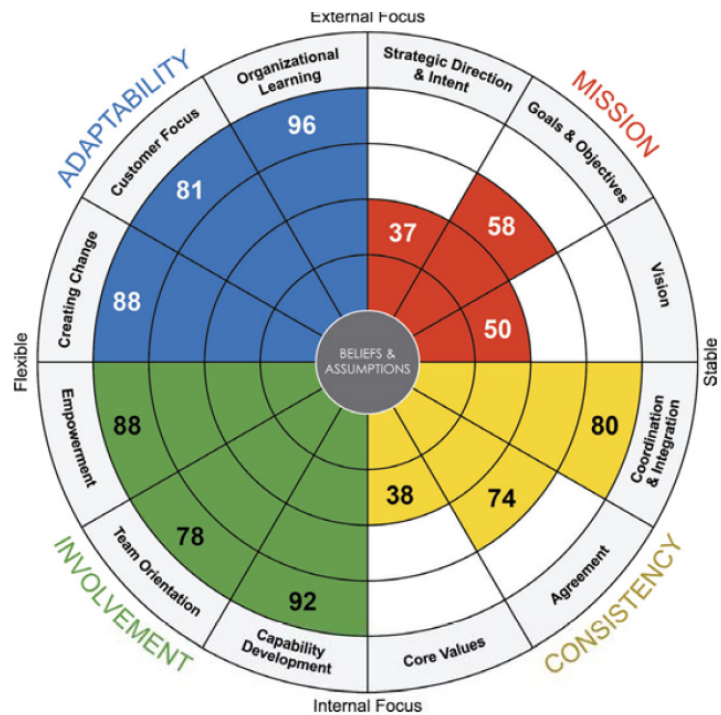 External Focus
ADAPTABILITY
MISSION
Organizational
Learning
Strategic Direction
& Intent
Customer Focus
Goals & Objectives
Creating Change
Vision
96
81
88
37
58
50
Flexible
BELIEFS &
ASSUMPTIONS
Stable
88
78
92
38
74
80
Empowerment
Coordination
& Integration
Team Orientation
Agreement
Capability
Development
Core Values
INVOLVEMENT
CONSISTENCY
Internal Focus